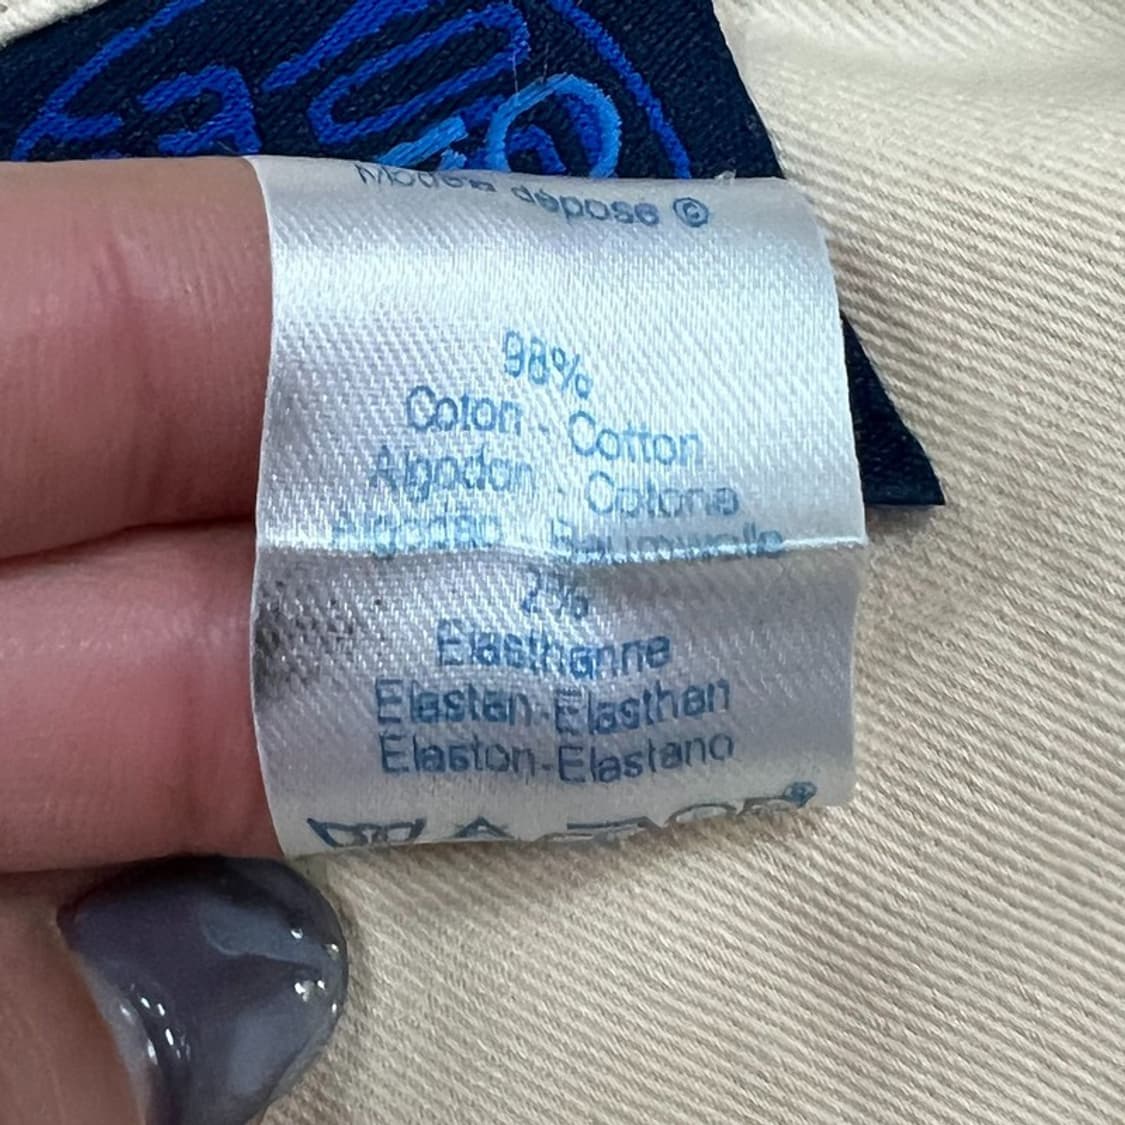 Modèle déposé ©
98%
Coton - Cotton
Algodon - Cotone
Algodão - Baumwolle
2%
Elasthanne
Elastan-Elasthan
Elaston-Elastano